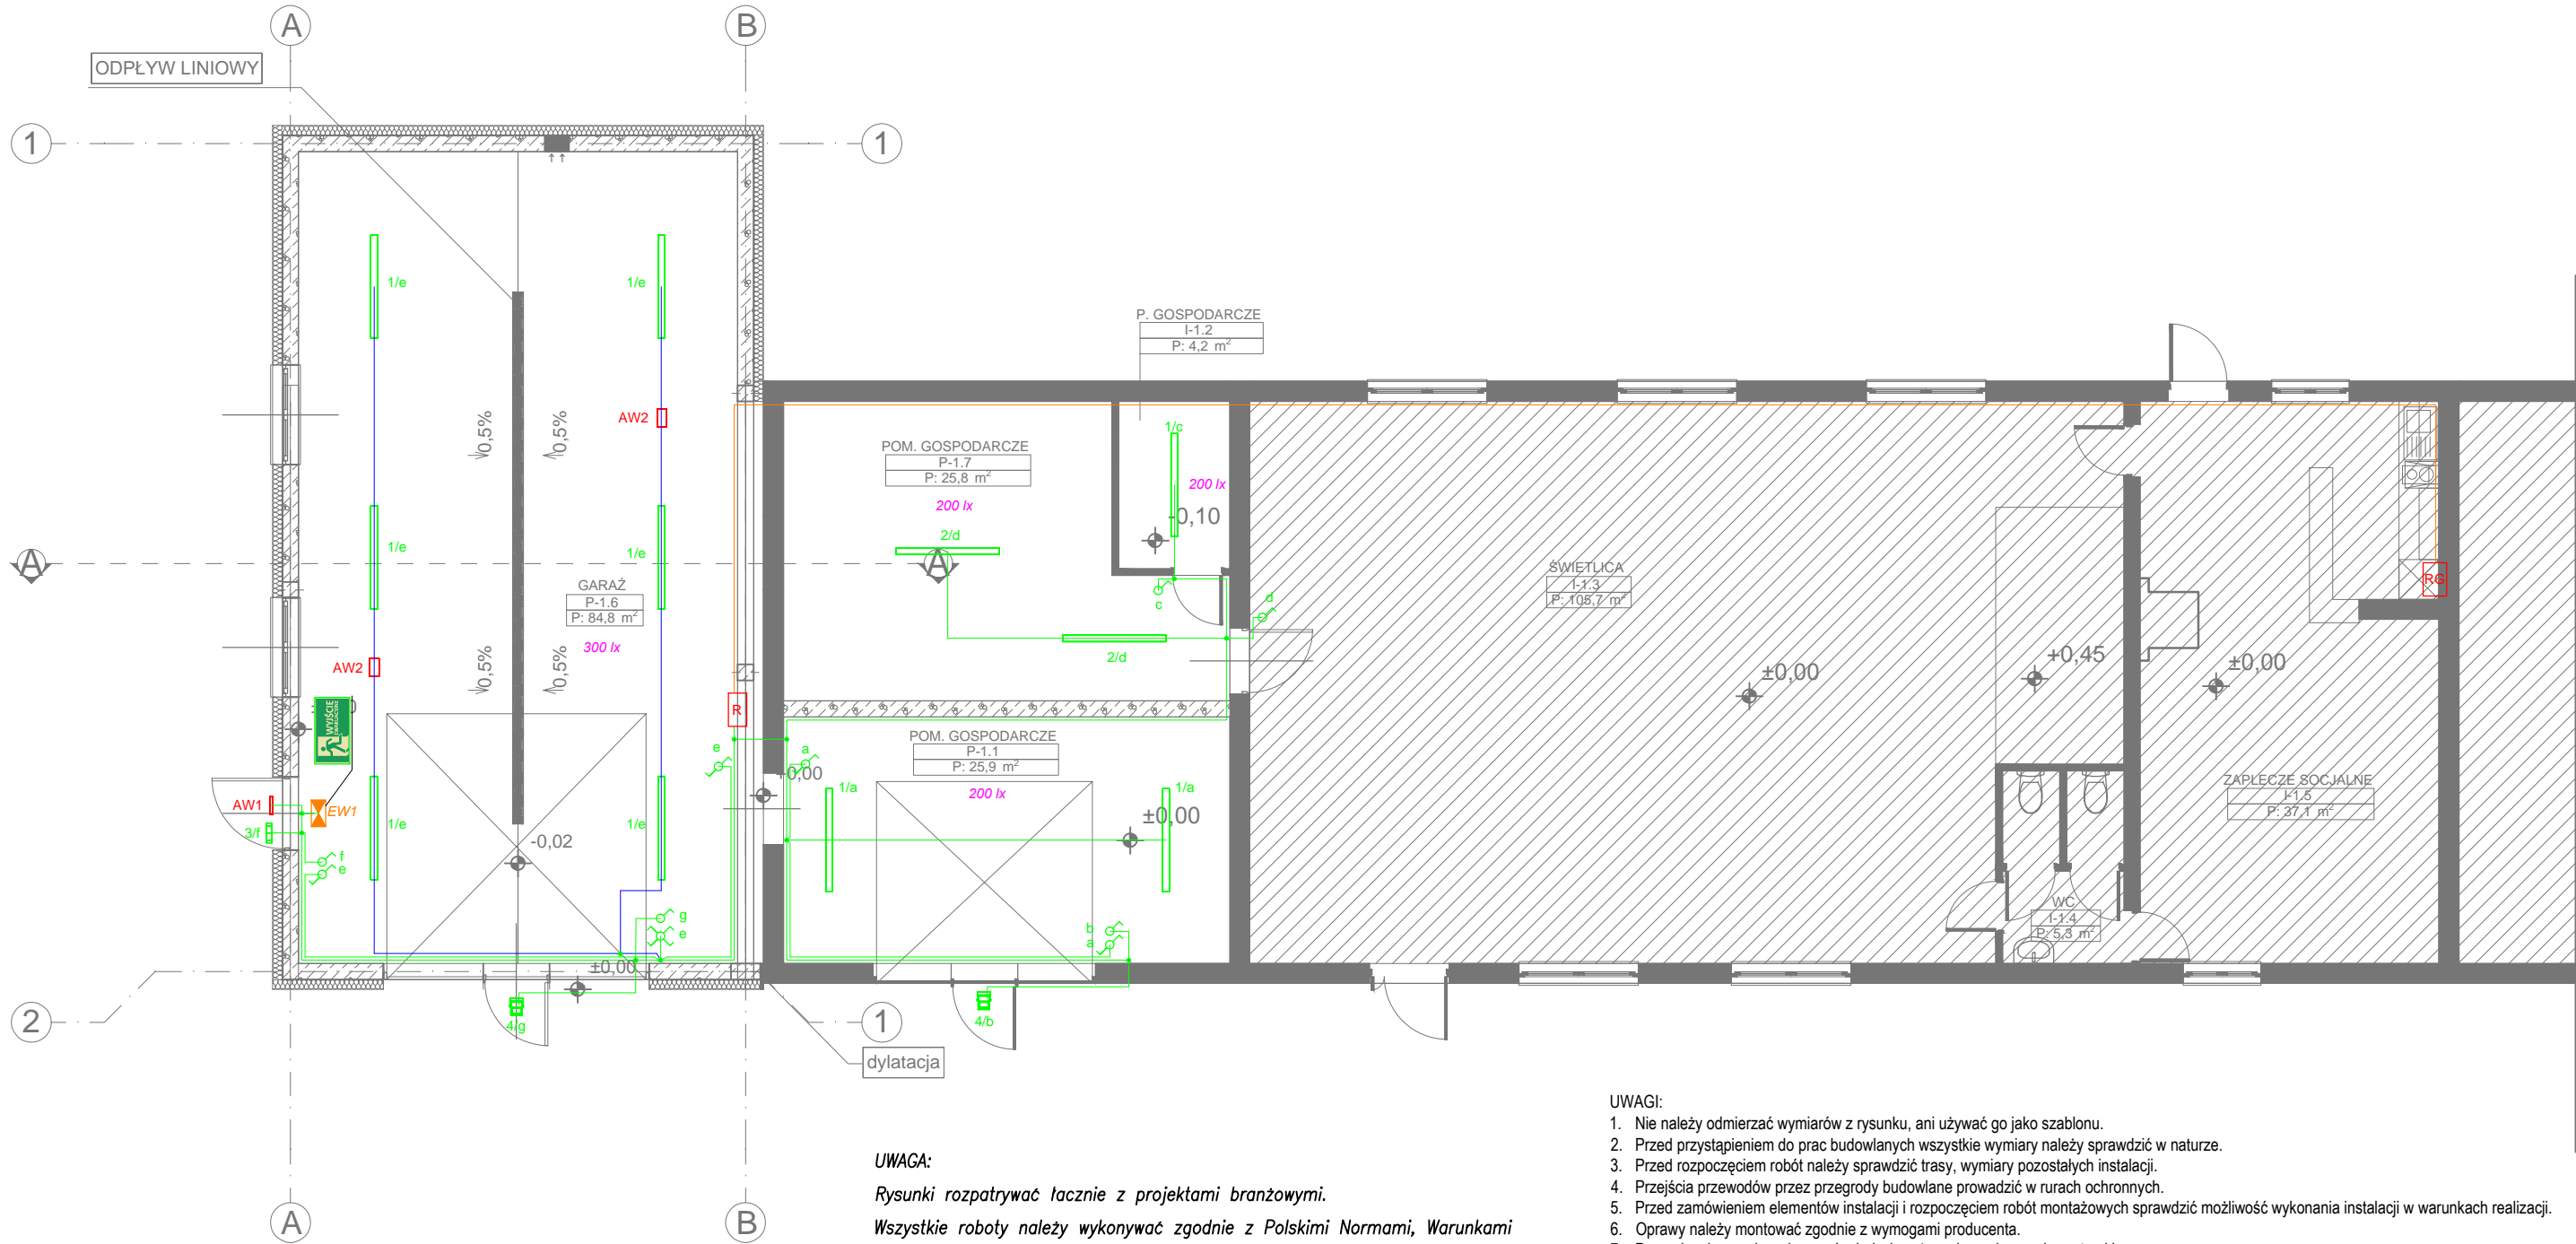 A
B
ODPŁYW LINIOWY
1
1
1/e
1/e
P. GOSPODARCZE
I-1.2
P: 4,2 m²
AW2
0,5%
0,5%
1/c
POM. GOSPODARCZE
P-1.7
P: 25,8 m²
200 lx
200 lx
-0,10
2/d
1/e
1/e
A
A
GARAŻ
P-1.6
P: 84,8 m²
300 lx
ŚWIETLICA
I-1.3
P: 105,7 m²
RG
c
d
2/d
AW2
0,5%
0,5%
+0,45
±0,00
±0,00
WYJŚCIE
R
POM. GOSPODARCZE
P-1.1
P: 25,9 m²
200 lx
e
a
±0,00
1/a
1/a
±0,00
ZAPLECZE SOCJALNE
I-1.5
P: 37,1 m²
AW1
EW1
3/f
1/e
1/e
-0,02
f
e
g
e
b
a
WC
I-1.4
P: 5,3 m²
±0,00
2
4/g
4/b
1
dylatacja
UWAGA:
Rysunki rozpatrywać łacznie z projektami branżowymi.
Wszystkie roboty należy wykonywać zgodnie z Polskimi Normami, Warunkami
A
B
UWAGI:
1. Nie należy odmierzać wymiarów z rysunku, ani używać go jako szablonu.
2. Przed przystąpieniem do prac budowlanych wszystkie wymiary należy sprawdzić w naturze.
3. Przed rozpoczęciem robót należy sprawdzić trasy, wymiary pozostałych instalacji.
4. Przejścia przewodów przez przegrody budowlane prowadzić w rurach ochronnych.
5. Przed zamówieniem elementów instalacji i rozpoczęciem robót montażowych sprawdzić możliwość wykonania instalacji w warunkach realizacji.
6. Oprawy należy montować zgodnie z wymogami producenta.